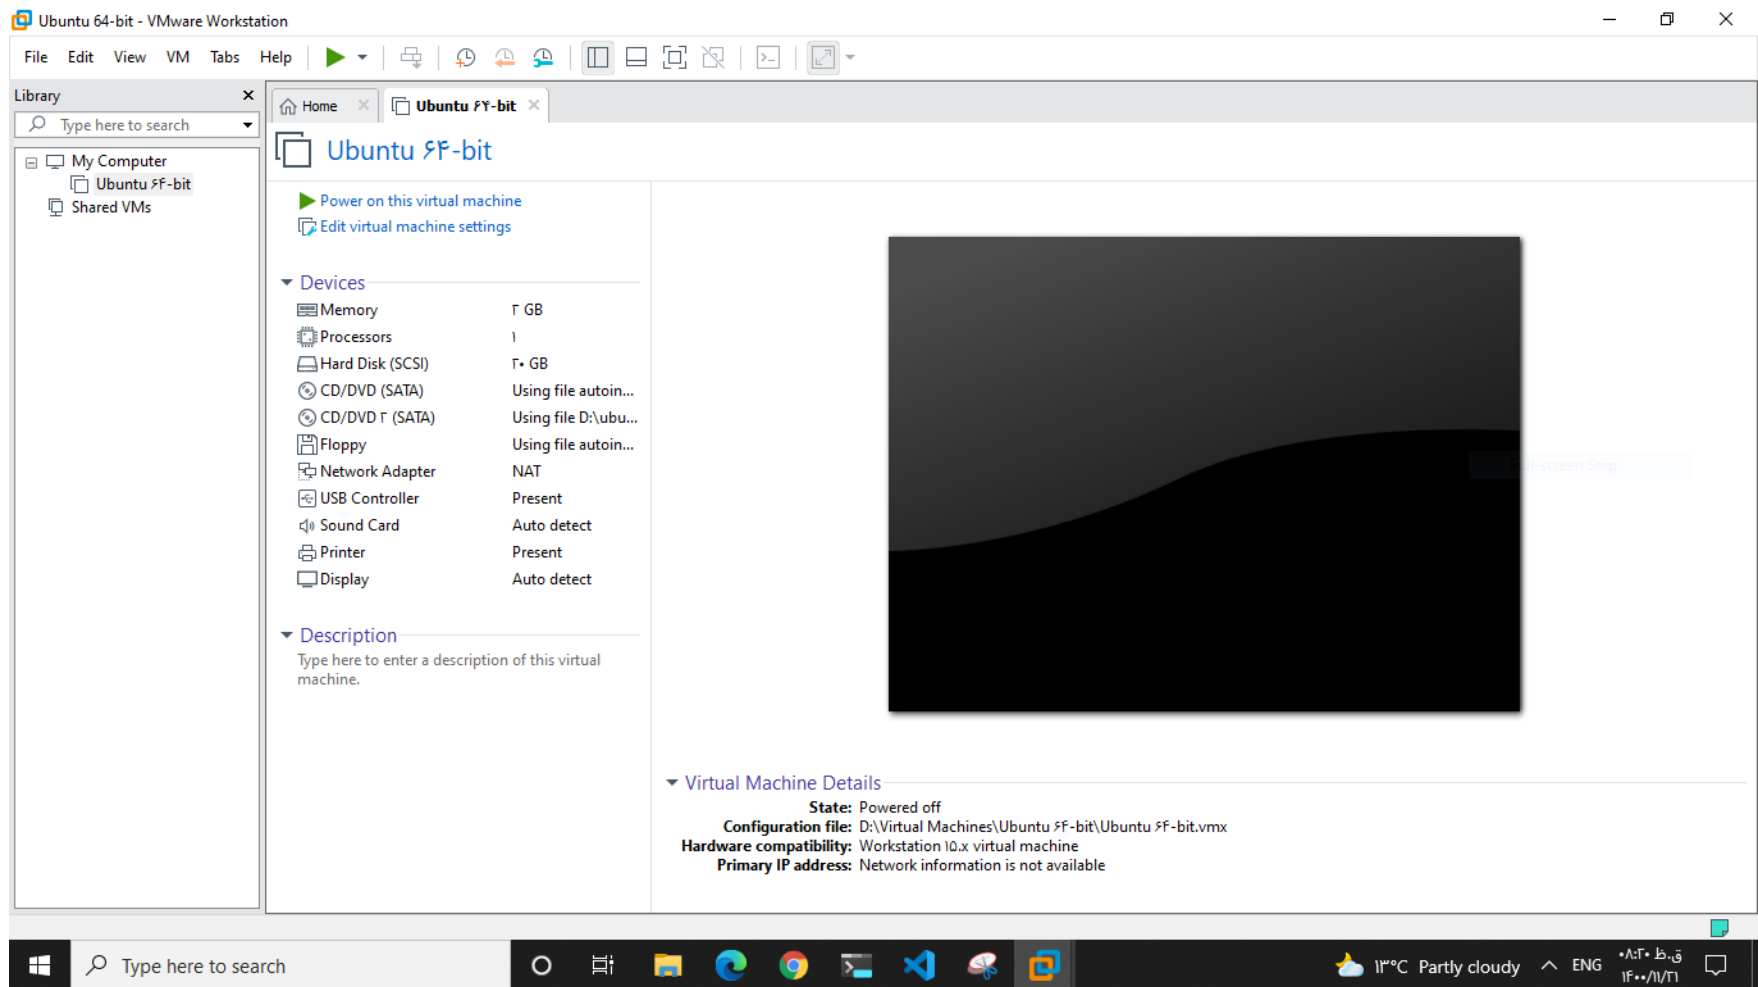 Ubuntu 64-bit - VMware Workstation
File Edit View VM Tabs Help
Library
Type here to search
My Computer
Ubuntu ۶۴-bit
Shared VMs
Home
Ubuntu ۶۴-bit
Ubuntu ۶۴-bit
Power on this virtual machine
Edit virtual machine settings
Devices
Memory ۲ GB
Processors ۱
Hard Disk (SCSI) ۲۰ GB
CD/DVD (SATA) Using file autoin...
CD/DVD ۲ (SATA) Using file D:\ubu...
Floppy Using file autoin...
Network Adapter NAT
USB Controller Present
Sound Card Auto detect
Printer Present
Display Auto detect
Description
Type here to enter a description of this virtual
machine.
Full-screen Snip
Virtual Machine Details
State: Powered off
Configuration file: D:\Virtual Machines\Ubuntu ۶۴-bit\Ubuntu ۶۴-bit.vmx
Hardware compatibility: Workstation ۱۵.x virtual machine
Primary IP address: Network information is not available
Type here to search
۱۳°C Partly cloudy
ENG
۰۸:۲۰ ق.ظ
۱۴۰۰/۱۱/۲۱